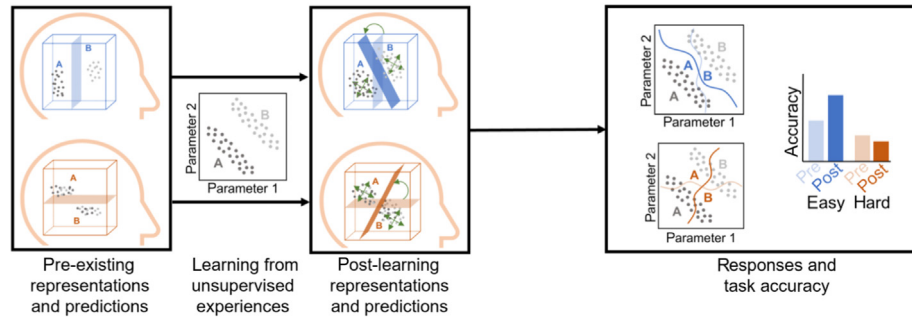 B
A
A
B
Parameter 2
B
A
Parameter 1
B
A
A
B
Parameter 2
B
A
B
A
Parameter 1
Parameter 2
B
A
B
A
Parameter 1
Accuracy
Pre
Post
Pre
Post
Easy
Hard
Pre-existing
representations
and predictions
Learning from
unsupervised
experiences
Post-learning
representations
and predictions
Responses and
task accuracy